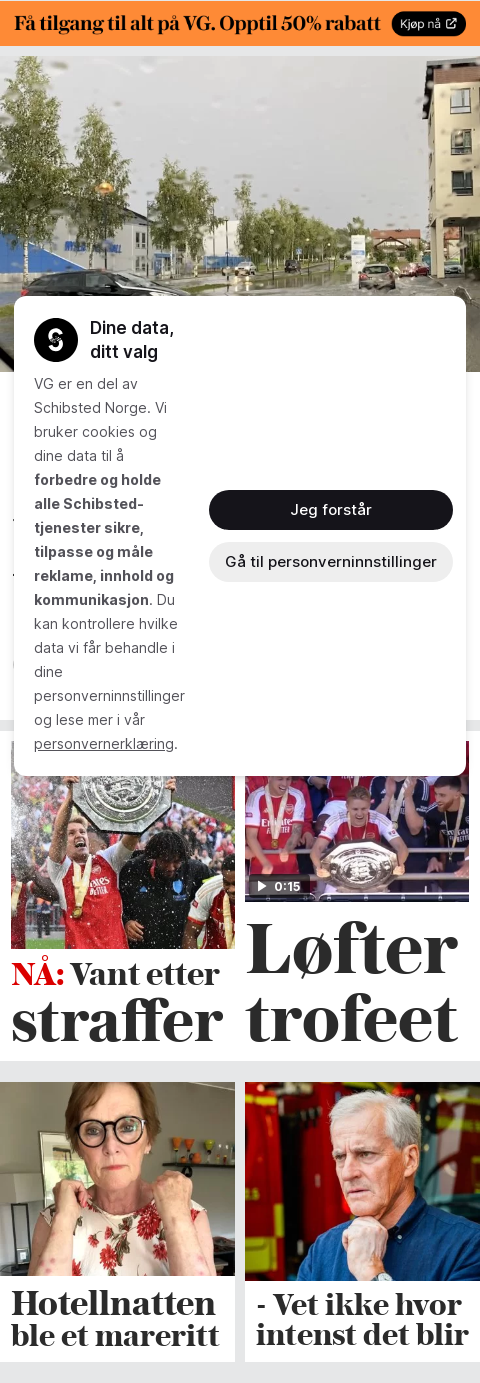 Få tilgang til alt på VG. Opptil 50% rabatt
Kjøp nå
Dine data,
ditt valg
VG er en del av
Schibsted Norge. Vi
bruker cookies og
dine data til å
forbedre og holde
alle Schibsted-
tjenester sikre,
tilpasse og måle
reklame, innhold og
kommunikasjon. Du
kan kontrollere hvilke
data vi får behandle i
dine
personverninnstillinger
og lese mer i vår
personvernerklæring.
Jeg forstår
Gå til personverninnstillinger
0:15
NÅ: Vant etter
straffer
Løfter
trofeet
Hotellnatten
ble et mareritt
- Vet ikke hvor
intenst det blir